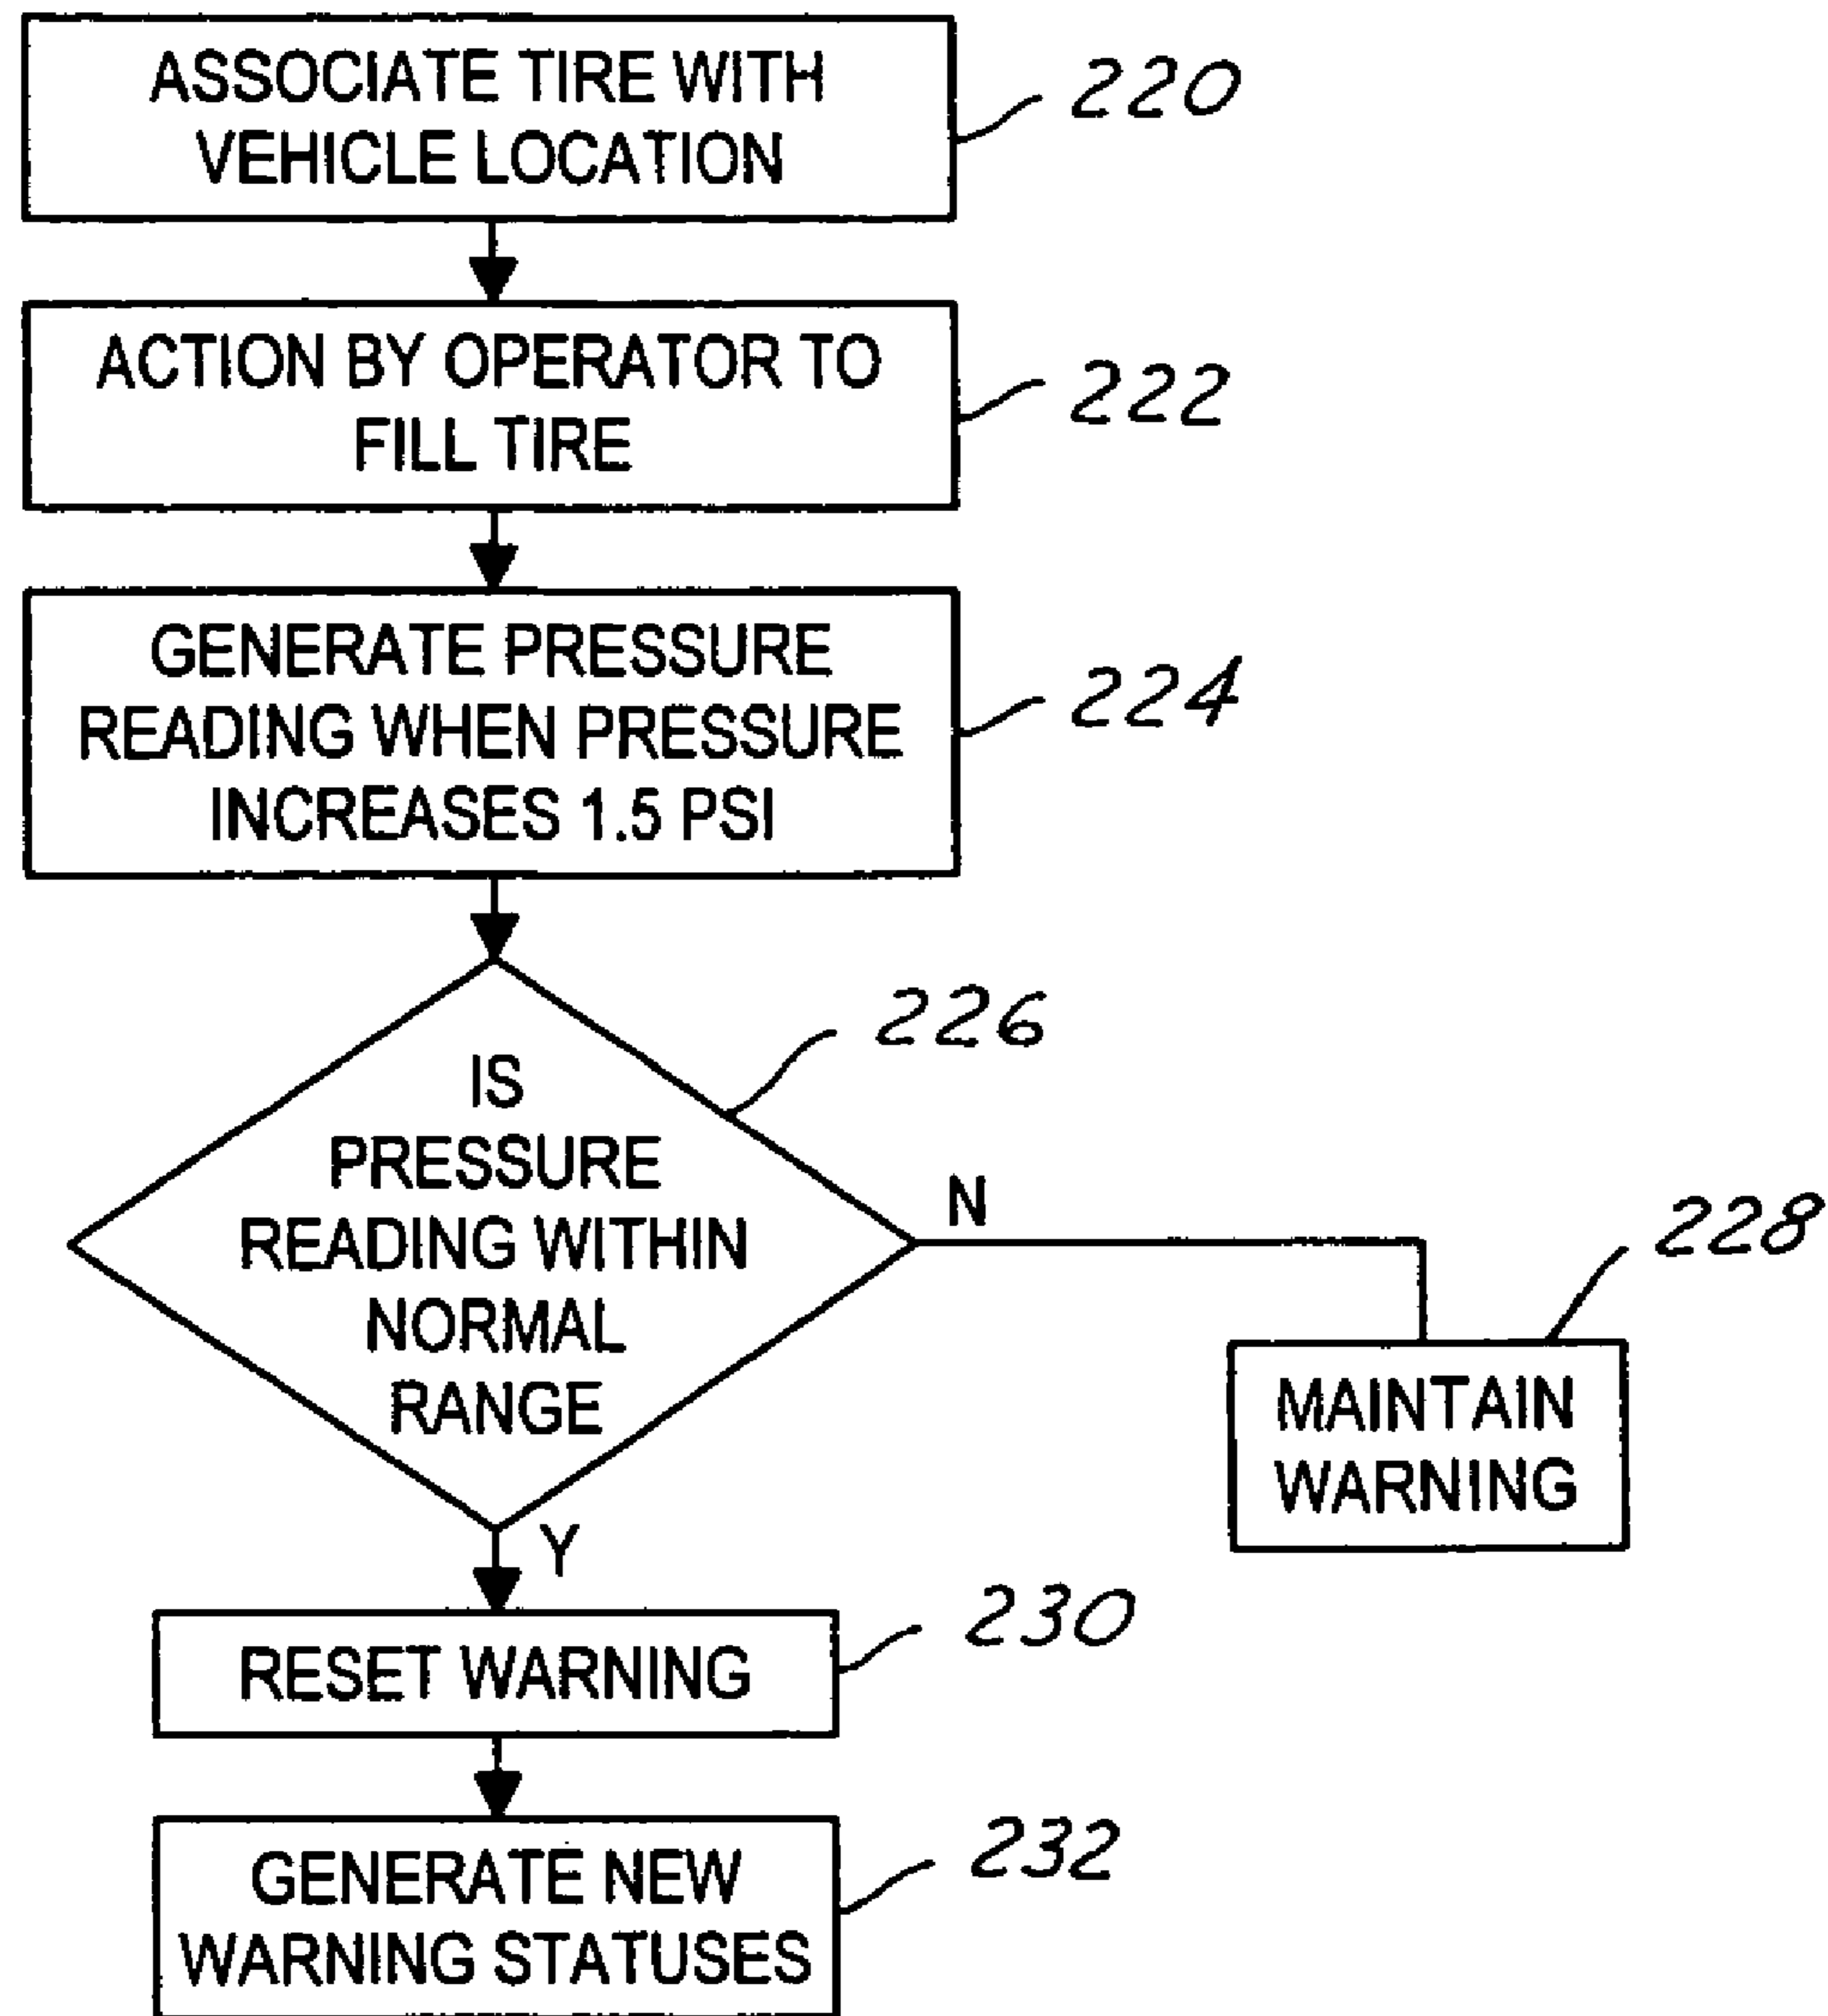 ASSOCIATE TIRE WITH
VEHICLE LOCATION
220
ACTION BY OPERATOR TO
FILL TIRE
222
GENERATE PRESSURE
READING WHEN PRESSURE
INCREASES 1.5 PSI
224
IS
PRESSURE
READING WITHIN
NORMAL
RANGE
226
N
MAINTAIN
WARNING
228
Y
RESET WARNING
230
GENERATE NEW
WARNING STATUSES
232